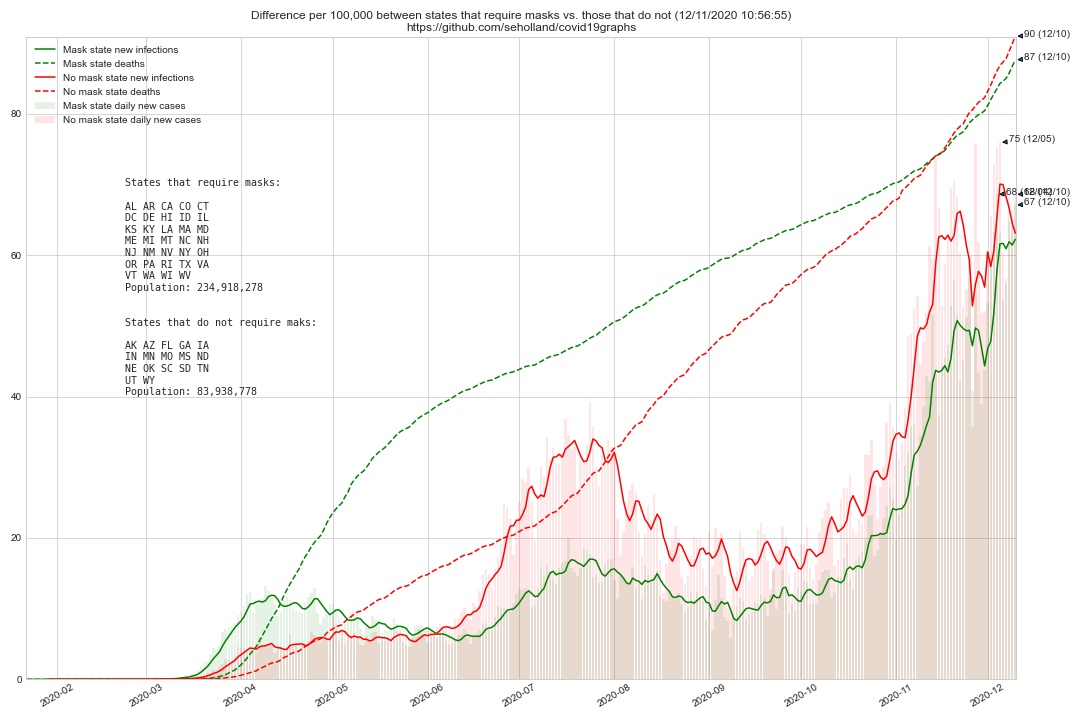 Difference per 100,000 between states that require masks vs. those that do not (12/11/2020 10:56:55)
https://github.com/seholland/covid19graphs
Mask state new infections
Mask state deaths
No mask state new infections
No mask state deaths
Mask state daily new cases
No mask state daily new cases
90 (12/10)
87 (12/10)
75 (12/05)
68 (12/10)
67 (12/10)
States that require masks:
AL AR CA CO CT
DC DE HI ID IL
KS KY LA MA MD
ME MI MT NC NH
NJ NM NV NY OH
OR PA RI TX VA
VT WA WI WV
Population: 234,918,278
States that do not require maks:
AK AZ FL GA IA
IN MN MO MS ND
NE OK SC SD TN
UT WY
Population: 83,938,778
80
60
40
20
0
2020-02
2020-03
2020-04
2020-05
2020-06
2020-07
2020-08
2020-09
2020-10
2020-11
2020-12